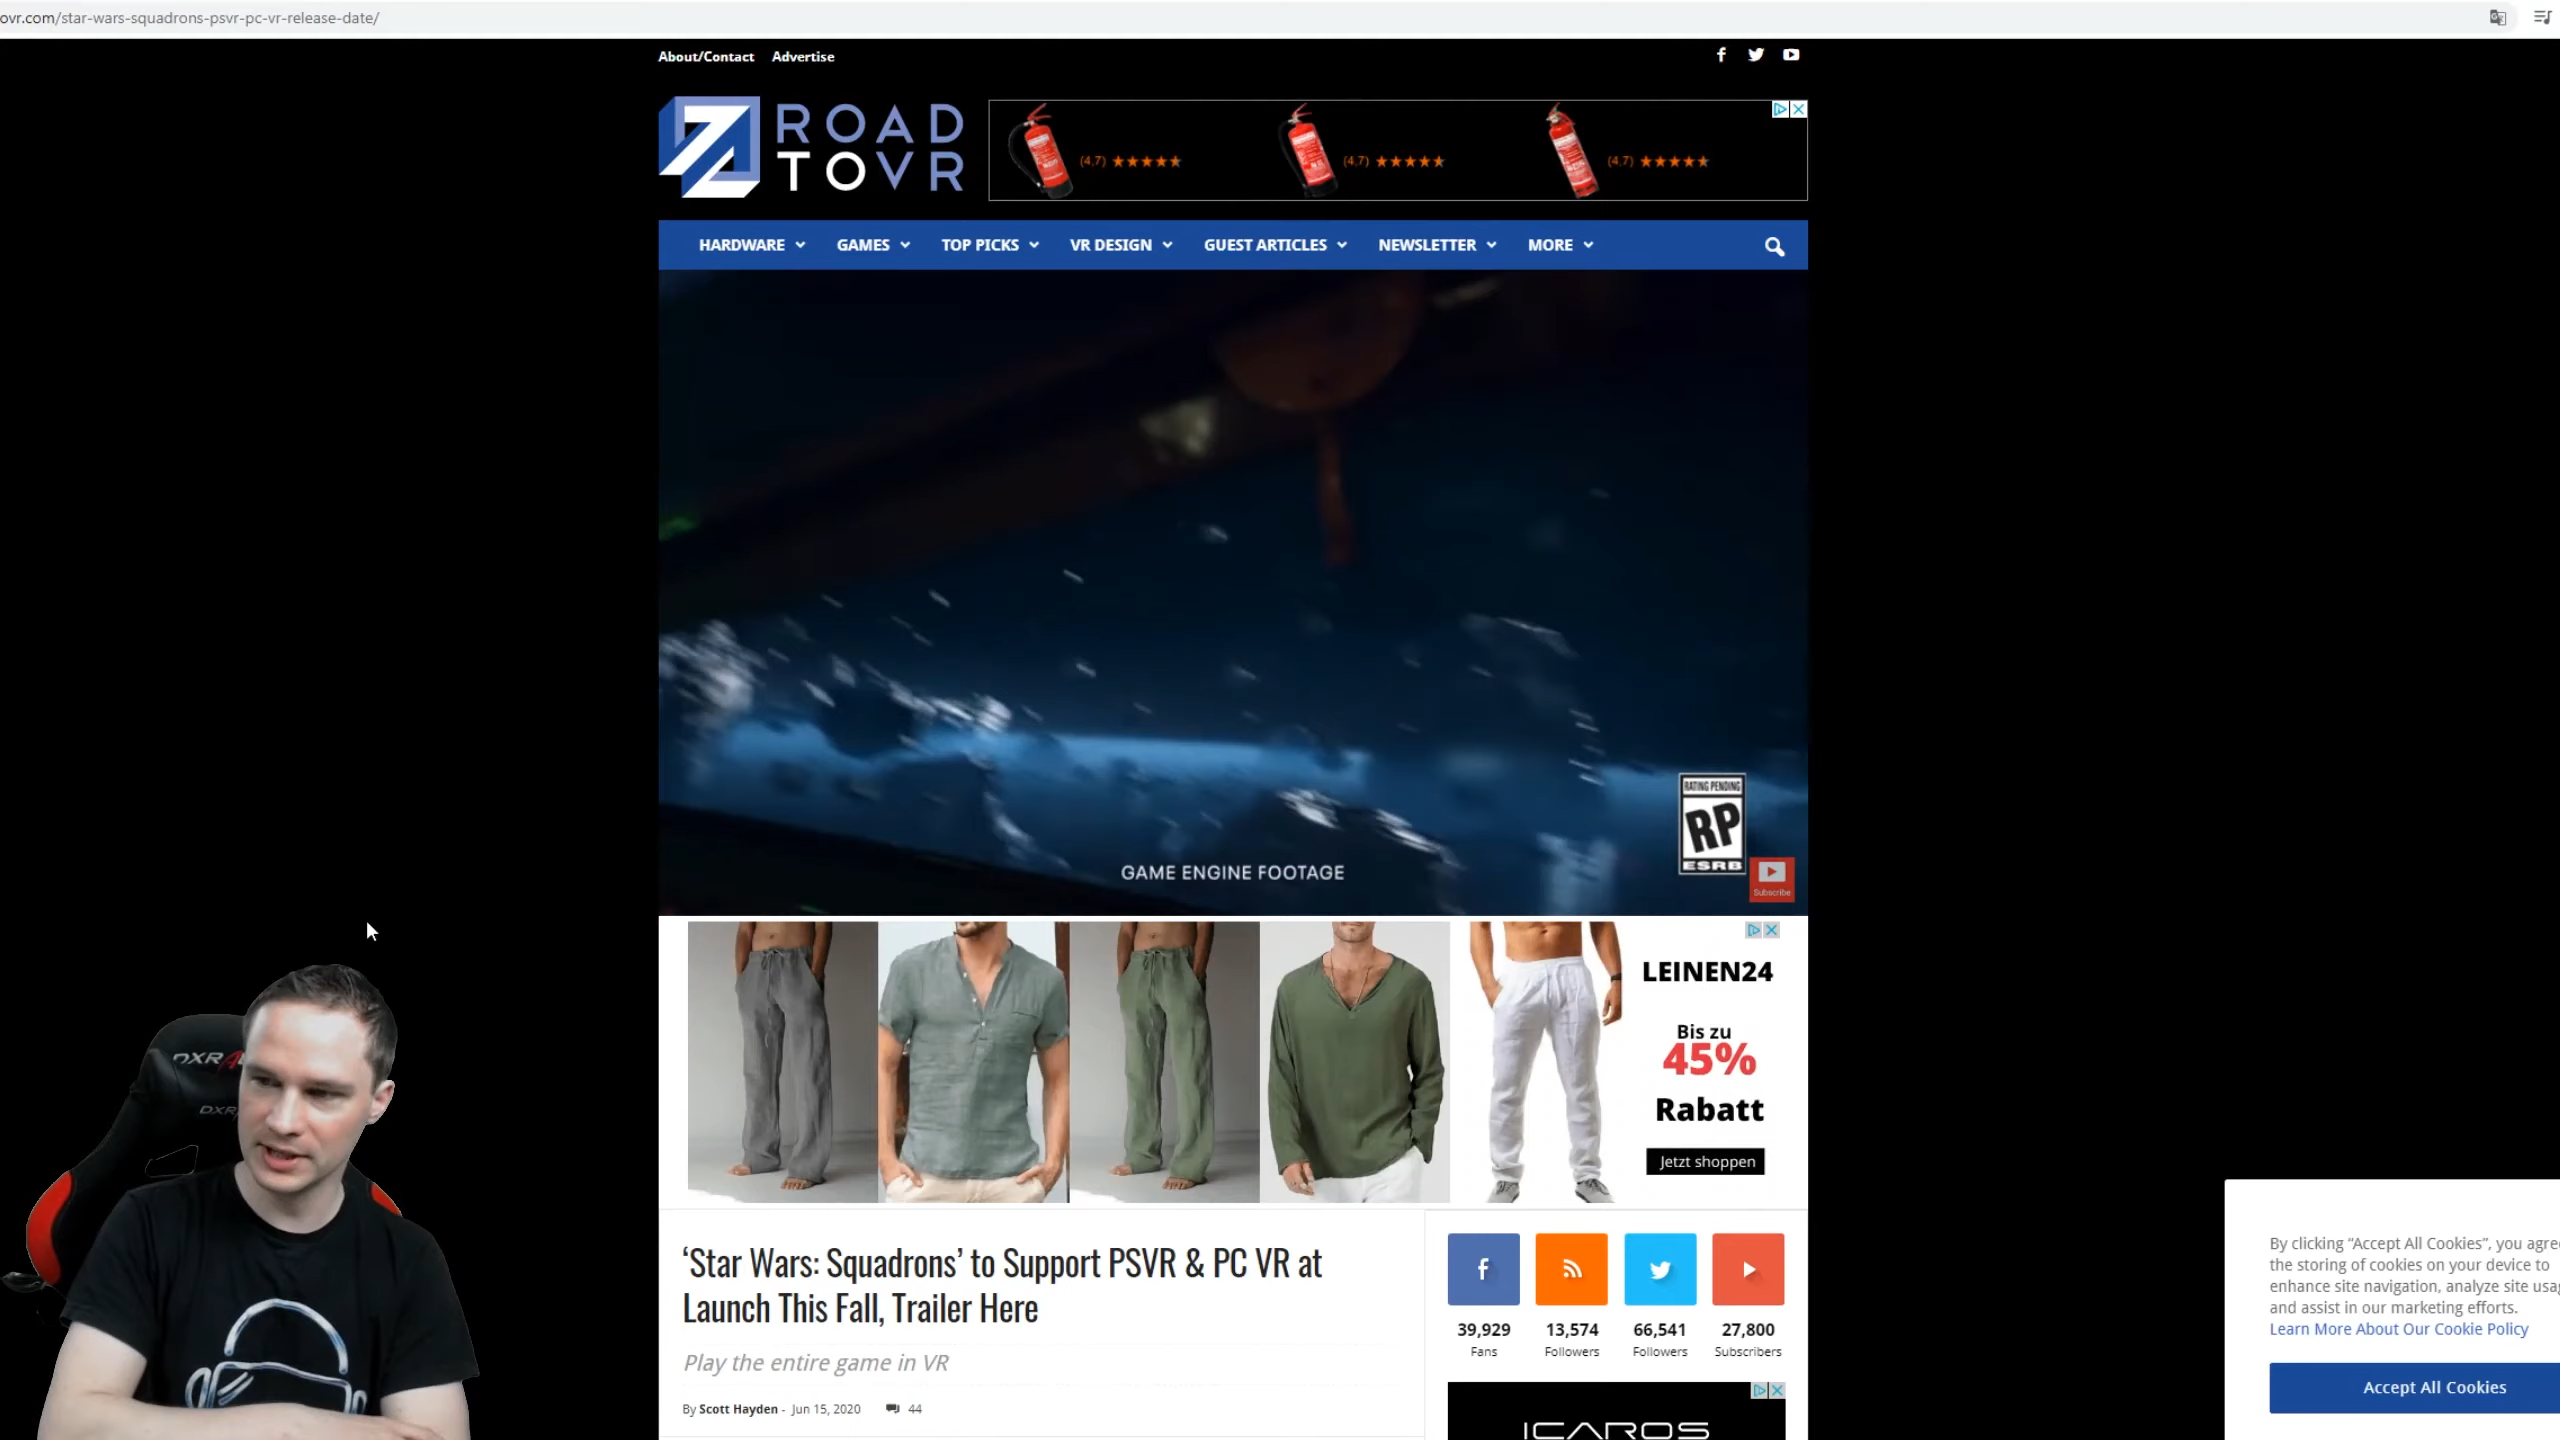 ovr.com/star-wars-squadrons-psvr-pc-vr-release-date/
About/Contact Advertise
ROAD
TOVR
(4,7) (4,7) (4,7)
HARDWARE GAMES TOP PICKS VR DESIGN GUEST ARTICLES NEWSLETTER MORE
RATING PENDING
RP
ESRB
GAME ENGINE FOOTAGE
Subscribe
LEINEN24
Bis zu
45%
Rabatt
Jetzt shoppen
‘Star Wars: Squadrons’ to Support PSVR & PC VR at
Launch This Fall, Trailer Here
Play the entire game in VR
By Scott Hayden - Jun 15, 2020 44
39,929 13,574 66,541 27,800
Fans Followers Followers Subscribers
ICAROS
By clicking “Accept All Cookies”, you agre
the storing of cookies on your device to
enhance site navigation, analyze site usa
and assist in our marketing efforts.
Learn More About Our Cookie Policy
Accept All Cookies